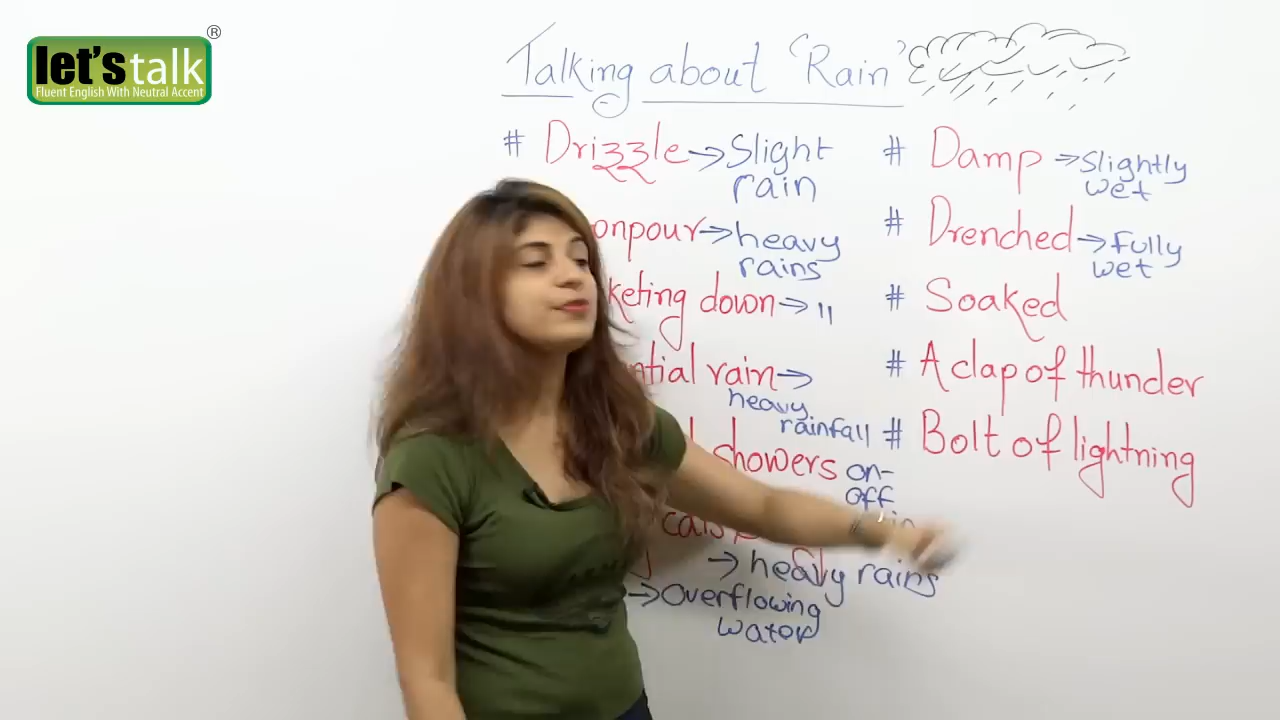 let's talk ®
Fluent English With Neutral Accent
Talking about 'Rain'
# Drizzle → Slight
rain
onpour → heavy
rains
keting down → "
ntial rain →
heavy
rainfall
showers on-
off
cats
→ heavy rains
→ Overflowing
water
# Damp → Slightly
wet
# Drenched → Fully
wet
# Soaked
# A clap of thunder
# Bolt of lightning